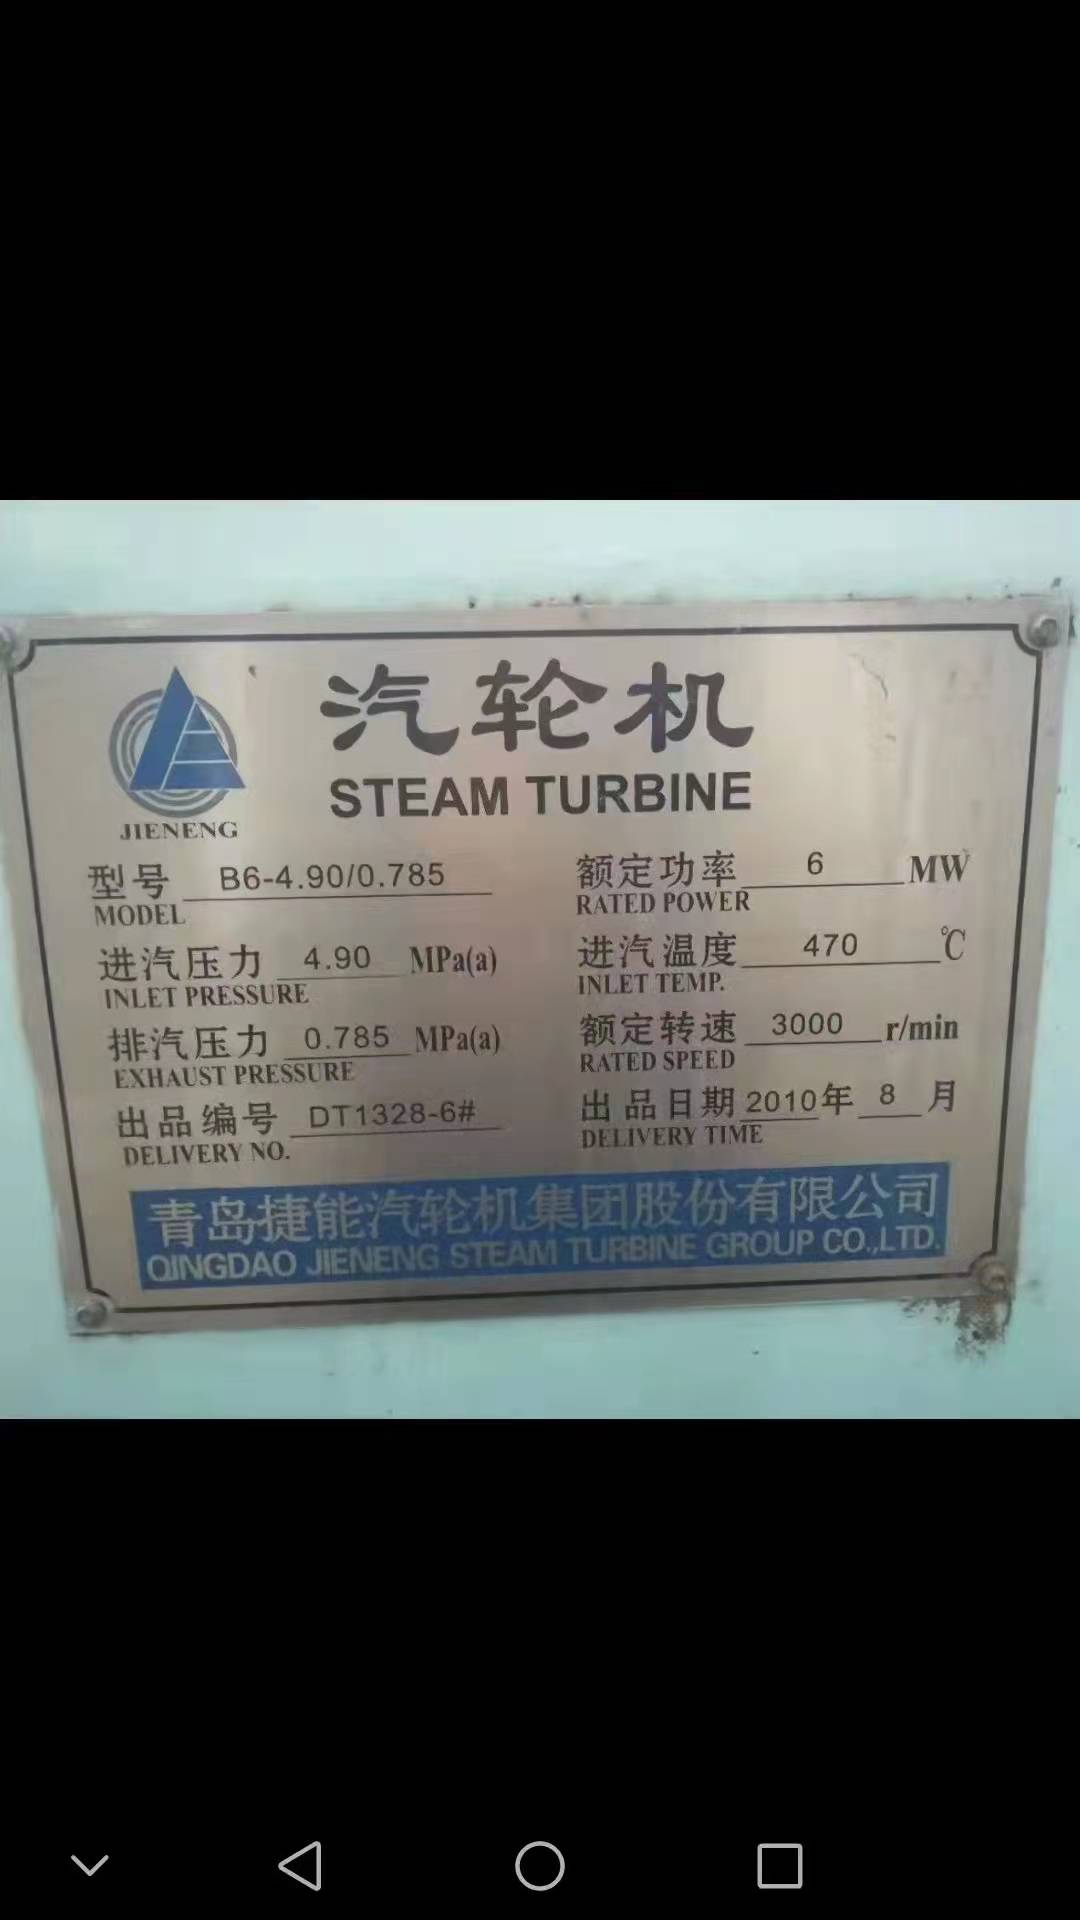 汽轮机
STEAM TURBINE
JIENENG
型号 B6-4.90/0.785 额定功率 6 MW
MODEL RATED POWER
进汽压力 4.90 MPa(a) 进汽温度 470 ℃
INLET PRESSURE INLET TEMP.
排汽压力 0.785 MPa(a) 额定转速 3000 r/min
EXHAUST PRESSURE RATED SPEED
出品编号 DT1328-6# 出品日期 2010年 8 月
DELIVERY NO. DELIVERY TIME
青岛捷能汽轮机集团股份有限公司
QINGDAO JIENENG STEAM TURBINE GROUP CO.,LTD.